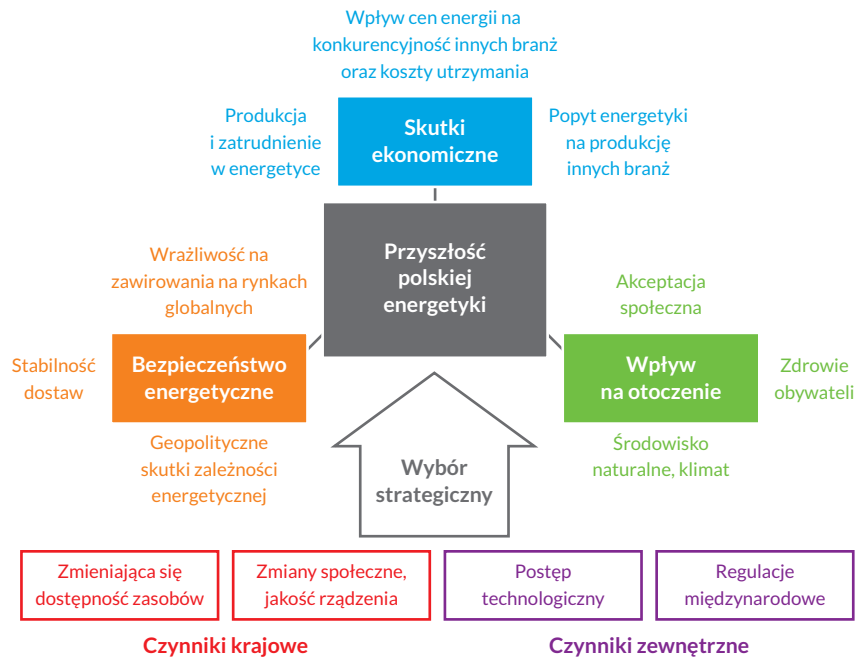 Wpływ cen energii na
konkurencyjność innych branż
oraz koszty utrzymania
Produkcja
i zatrudnienie
w energetyce
Skutki
ekonomiczne
Popyt energetyki
na produkcję
innych branż
Przyszłość
polskiej
energetyki
Wrażliwość na
zawirowania na rynkach
globalnych
Stabilność
dostaw
Bezpieczeństwo
energetyczne
Geopolityczne
skutki zależności
energetycznej
Akceptacja
społeczna
Wpływ
na otoczenie
Zdrowie
obywateli
Środowisko
naturalne, klimat
Wybór
strategiczny
Zmieniająca się
dostępność zasobów
Zmiany społeczne,
jakość rządzenia
Postęp
technologiczny
Regulacje
międzynarodowe
Czynniki krajowe
Czynniki zewnętrzne